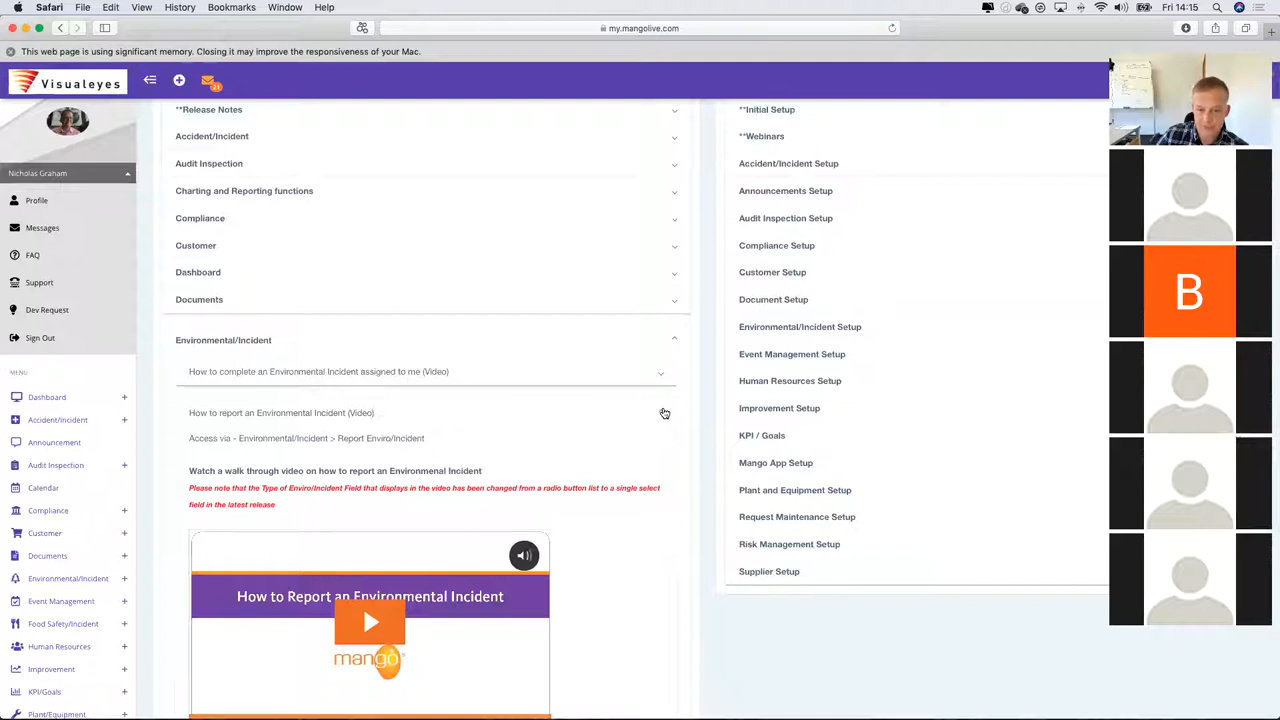 Safari File Edit View History Bookmarks Window Help Fri 14:15
my.mangolive.com
This web page is using significant memory. Closing it may improve the responsiveness of your Mac.
Visualeyes 21
Nicholas Graham
Profile
Messages
FAQ
Support
Dev Request
Sign Out
MENU
Dashboard
Accident/Incident
Announcement
Audit Inspection
Calendar
Compliance
Customer
Documents
Environmental/Incident
Event Management
Food Safety/Incident
Human Resources
Improvement
KPI/Goals
Plant/Equipment
**Release Notes
Accident/Incident
Audit Inspection
Charting and Reporting functions
Compliance
Customer
Dashboard
Documents
Environmental/Incident
How to complete an Environmental Incident assigned to me (Video)
How to report an Environmental Incident (Video)
Access via - Environmental/Incident > Report Enviro/Incident
Watch a walk through video on how to report an Environmenal Incident
Please note that the Type of Enviro/Incident Field that displays in the video has been changed from a radio button list to a single select
field in the latest release
How to Report an Environmental Incident
mango
**Initial Setup
**Webinars
Accident/Incident Setup
Announcements Setup
Audit Inspection Setup
Compliance Setup
Customer Setup
Document Setup
Environmental/Incident Setup
Event Management Setup
Human Resources Setup
Improvement Setup
KPI / Goals
Mango App Setup
Plant and Equipment Setup
Request Maintenance Setup
Risk Management Setup
Supplier Setup
B